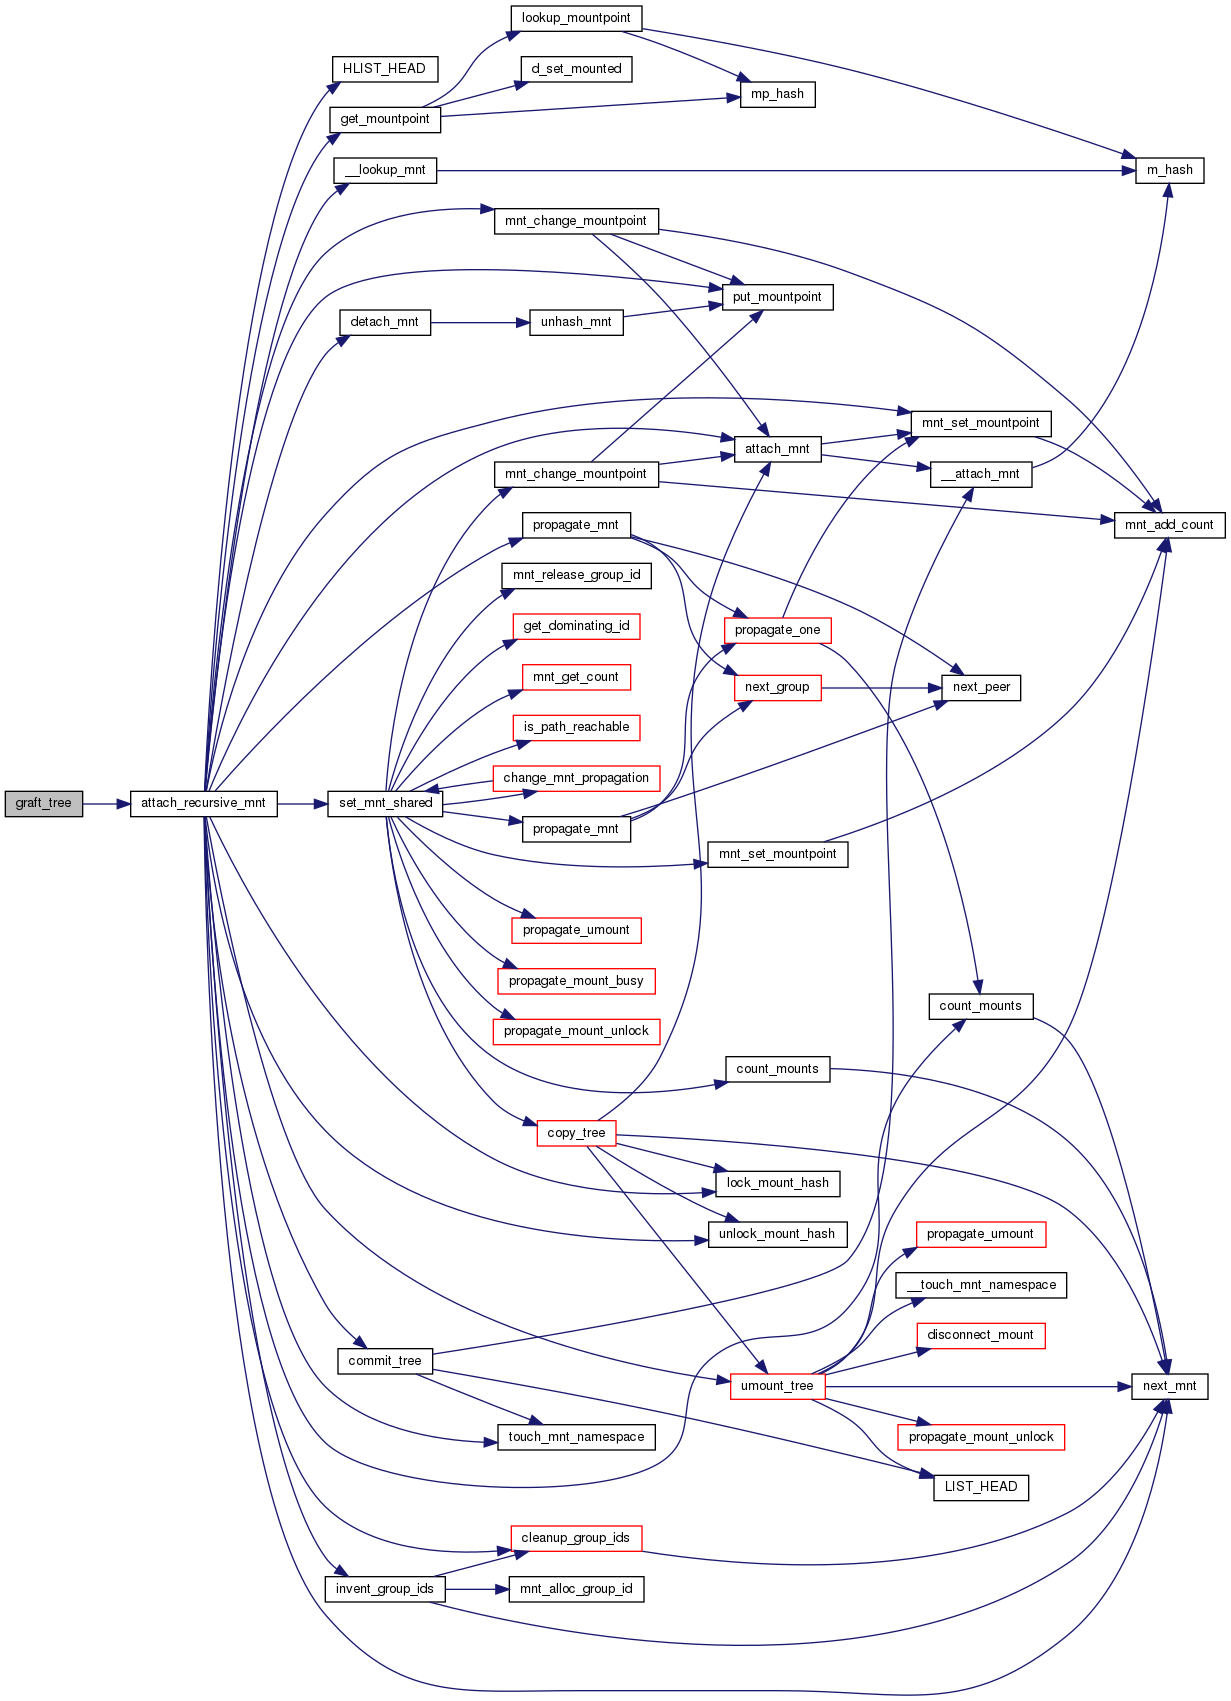 lookup_mountpoint
HLIST_HEAD
d_set_mounted
mp_hash
get_mountpoint
__lookup_mnt
m_hash
mnt_change_mountpoint
put_mountpoint
detach_mnt
unhash_mnt
mnt_set_mountpoint
attach_mnt
mnt_change_mountpoint
__attach_mnt
propagate_mnt
mnt_add_count
mnt_release_group_id
get_dominating_id
propagate_one
mnt_get_count
next_group
next_peer
is_path_reachable
change_mnt_propagation
graft_tree
attach_recursive_mnt
set_mnt_shared
propagate_mnt
mnt_set_mountpoint
propagate_umount
propagate_mount_busy
count_mounts
propagate_mount_unlock
count_mounts
copy_tree
lock_mount_hash
unlock_mount_hash
propagate_umount
__touch_mnt_namespace
disconnect_mount
commit_tree
umount_tree
next_mnt
touch_mnt_namespace
propagate_mount_unlock
LIST_HEAD
cleanup_group_ids
invent_group_ids
mnt_alloc_group_id